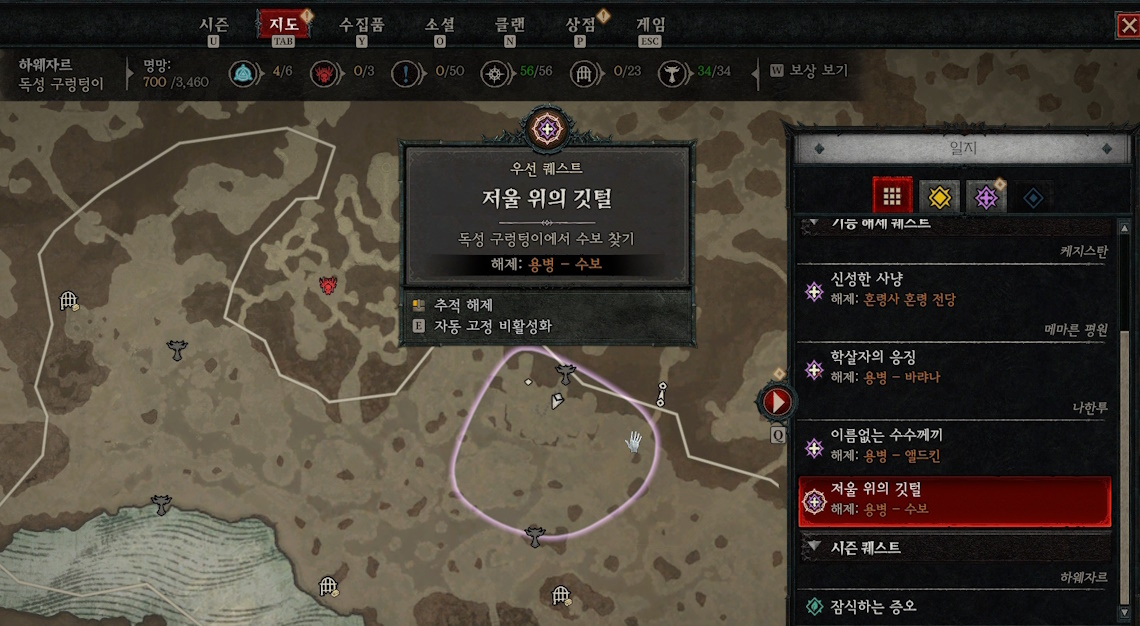 시즌 지도 수집품 소셜 클랜 상점 게임
U TAB Y O N P ESC
하웨자르
독성 구렁텅이
명망:
700 /3,460
4/6 0/3 0/50 56/56 0/23 34/34 W 보상 보기
우선 퀘스트
저울 위의 깃털
독성 구렁텅이에서 수보 찾기
해제: 용병 – 수보
추적 해제
E 자동 고정 비활성화
Q
일지
기능 해제 퀘스트
케지스탄
신성한 사냥
해제: 혼령사 혼령 전당
메마른 평원
학살자의 응징
해제: 용병 – 바랴나
나한투
이름없는 수수께끼
해제: 용병 – 앨드킨
저울 위의 깃털
해제: 용병 – 수보
시즌 퀘스트
하웨자르
잠식하는 증오